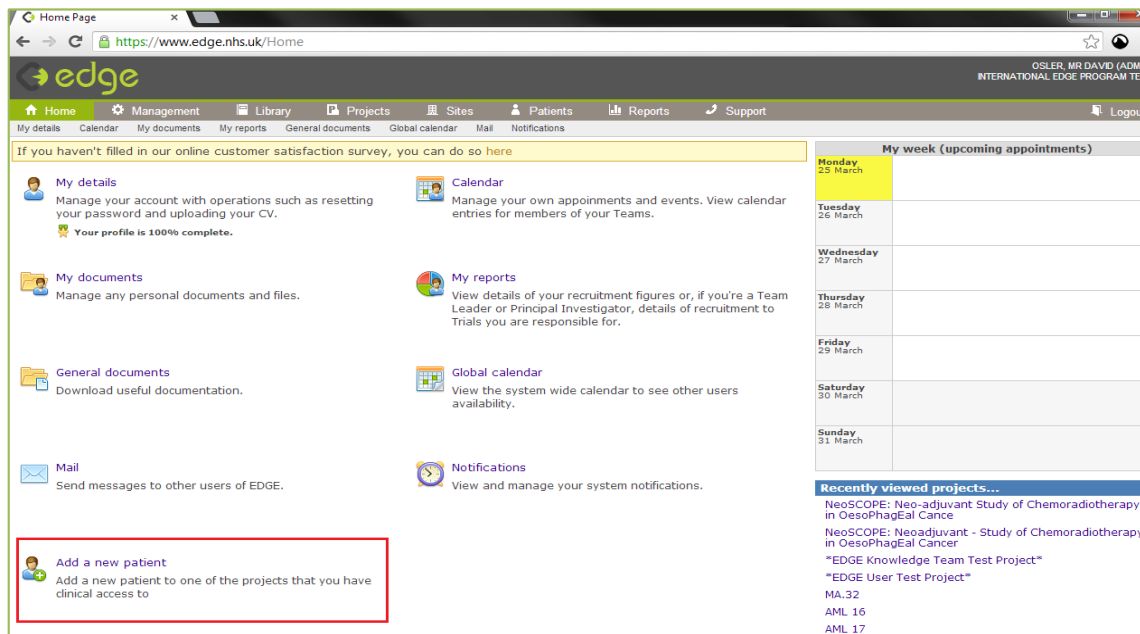 Home Page
https://www.edge.nhs.uk/Home
edge
OSLER, MR DAVID (ADM
INTERNATIONAL EDGE PROGRAM TE
Home Management Library Projects Sites Patients Reports Support Logou
My details Calendar My documents My reports General documents Global calendar Mail Notifications
If you haven't filled in our online customer satisfaction survey, you can do so here
My details
Manage your account with operations such as resetting
your password and uploading your CV.
Your profile is 100% complete.
Calendar
Manage your own appoinments and events. View calendar
entries for members of your Teams.
My documents
Manage any personal documents and files.
My reports
View details of your recruitment figures or, if you're a Team
Leader or Principal Investigator, details of recruitment to
Trials you are responsible for.
General documents
Download useful documentation.
Global calendar
View the system wide calendar to see other users
availability.
Mail
Send messages to other users of EDGE.
Notifications
View and manage your system notifications.
Add a new patient
Add a new patient to one of the projects that you have
clinical access to
My week (upcoming appointments)
Monday
25 March
Tuesday
26 March
Wednesday
27 March
Thursday
28 March
Friday
29 March
Saturday
30 March
Sunday
31 March
Recently viewed projects...
NeoSCOPE: Neo-adjuvant Study of Chemoradiotherapy
in OesoPhagEal Cance
NeoSCOPE: Neoadjuvant - Study of Chemoradiotherapy
in OesoPhagEal Cancer
*EDGE Knowledge Team Test Project*
*EDGE User Test Project*
MA.32
AML 16
AML 17